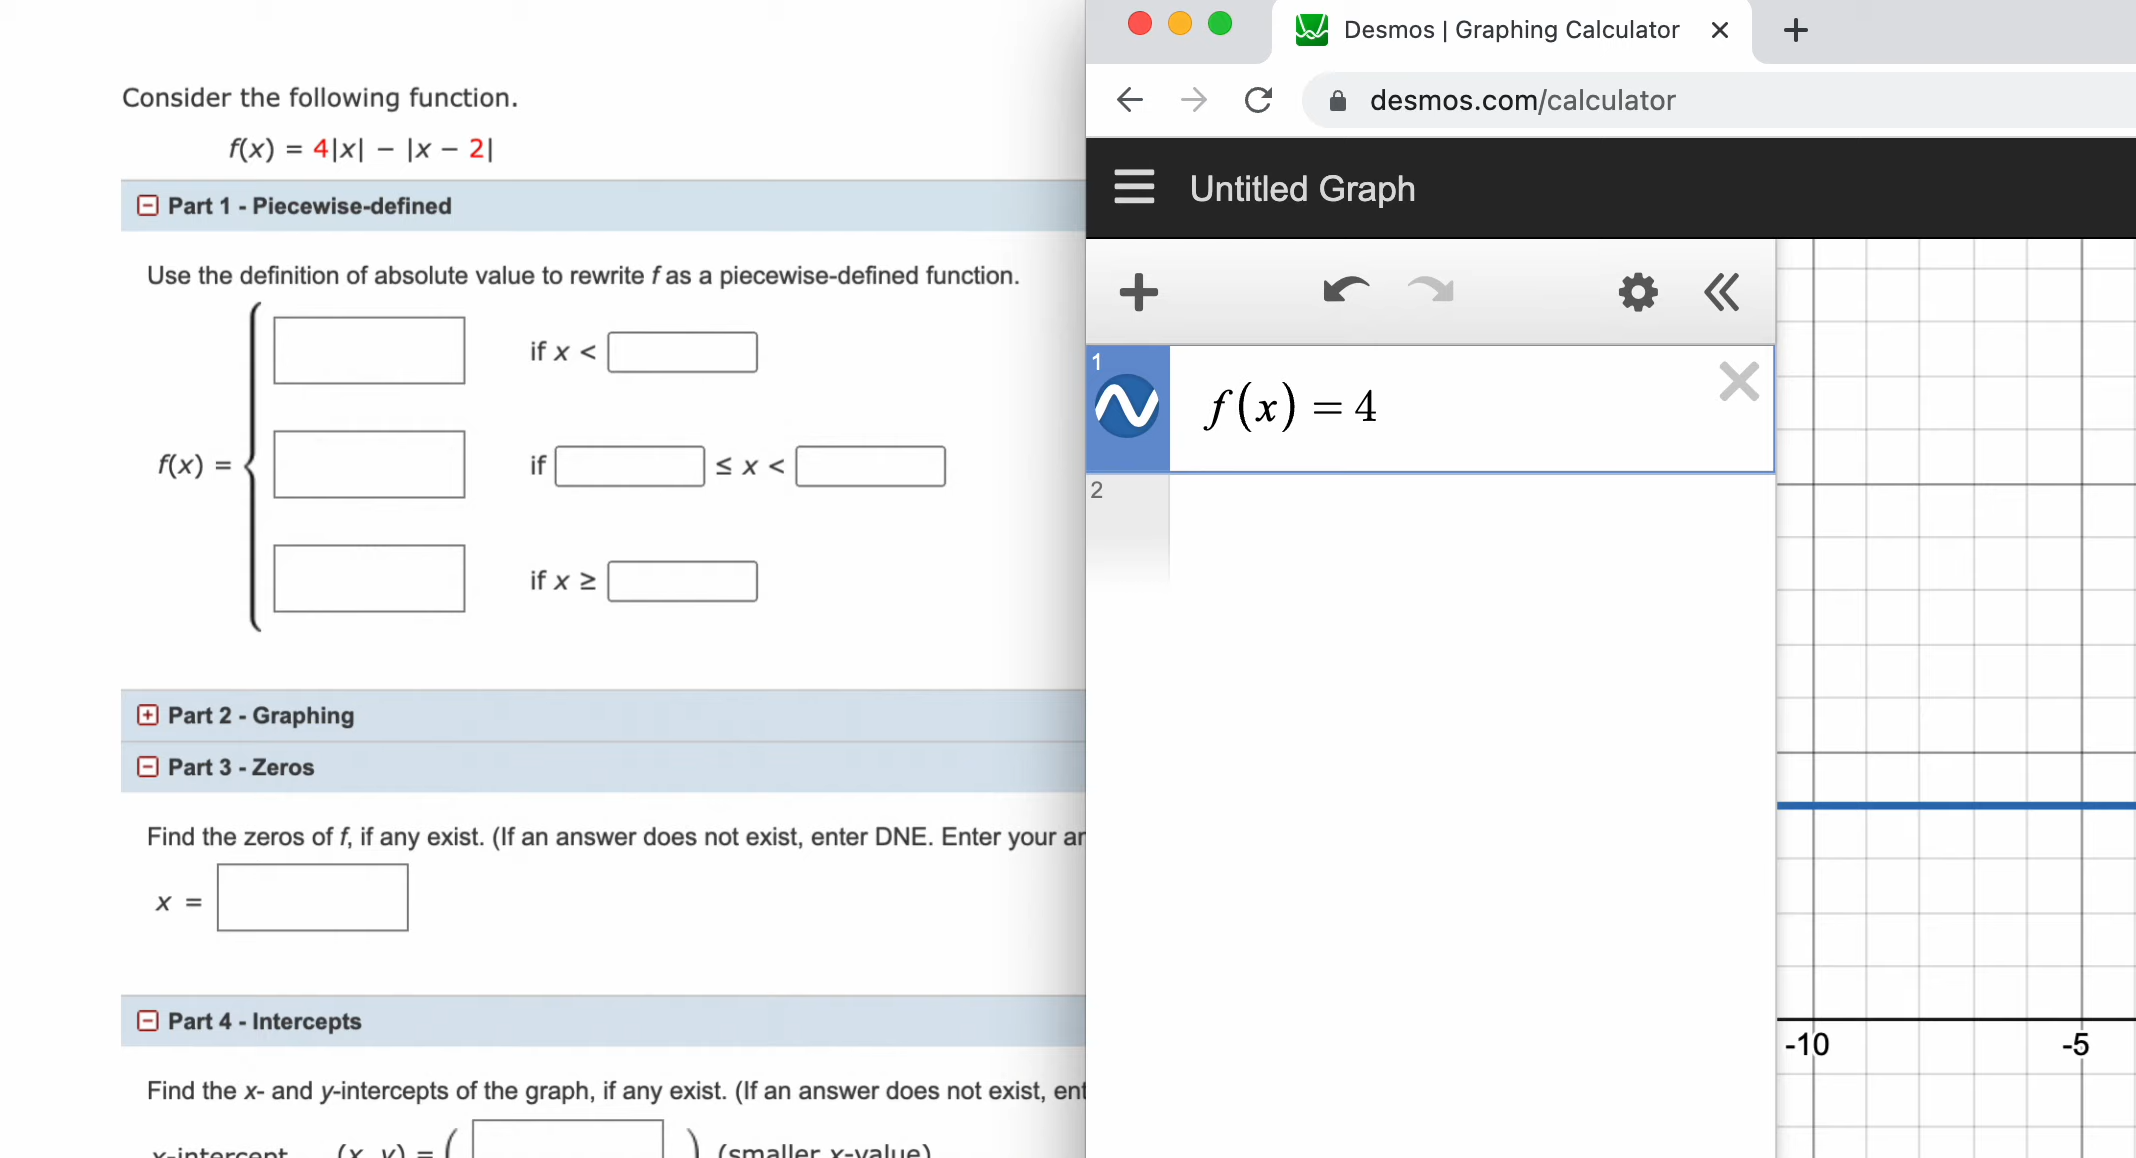 Consider the following function.
f(x) = 4|x| − |x − 2|
Part 1 - Piecewise-defined
Use the definition of absolute value to rewrite f as a piecewise-defined function.
if x <
f(x) = if ≤ x <
if x ≥
Part 2 - Graphing
Part 3 - Zeros
Find the zeros of f, if any exist. (If an answer does not exist, enter DNE. Enter your
x =
Part 4 - Intercepts
Find the x- and y-intercepts of the graph, if any exist. (If an answer does not exist,
x-intercept (x, y) = ( ) (smaller x-value)
Desmos | Graphing Calculator
desmos.com/calculator
Untitled Graph
1
f(x) = 4
2
-10 -5